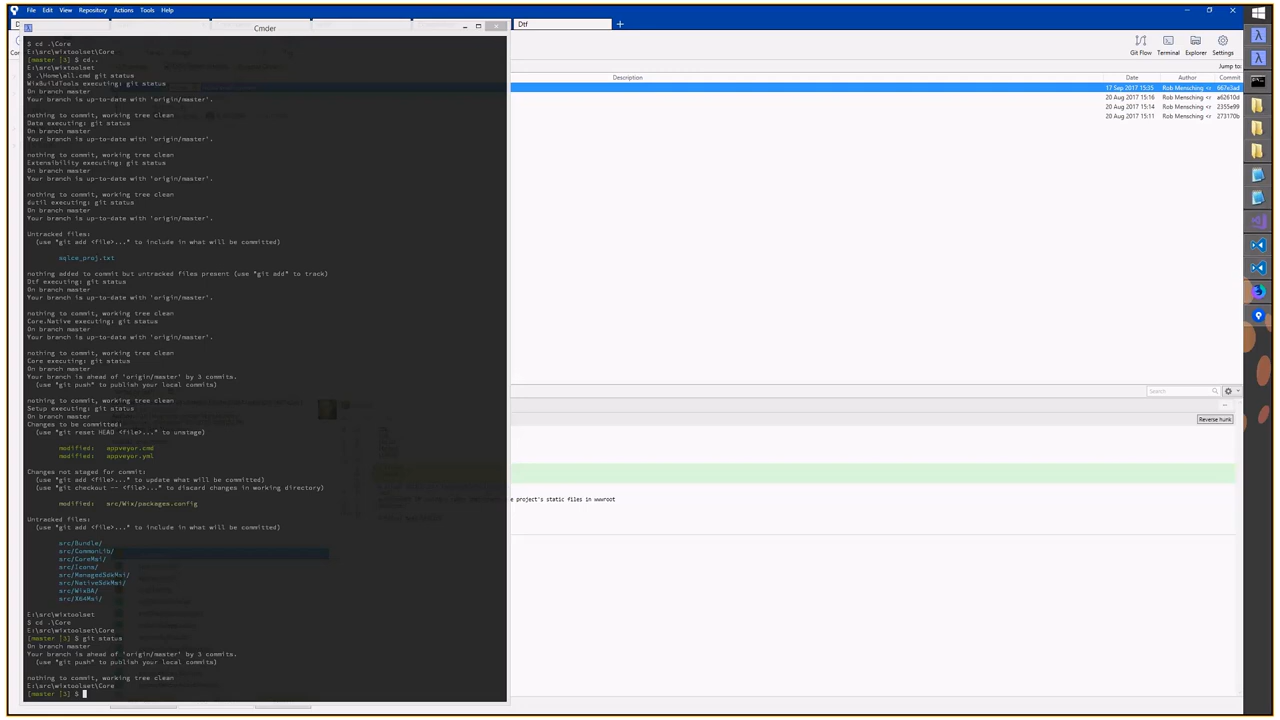 File Edit View Repository Actions Tools Help
Dtf
Cmder
Git Flow Terminal Explorer Settings
Jump to:
Description Date Author Commit
17 Sep 2017 15:35 Rob Mensching <r 667e3ad
20 Aug 2017 15:16 Rob Mensching <r a62610d
20 Aug 2017 15:14 Rob Mensching <r 2355e99
20 Aug 2017 15:11 Rob Mensching <r 273170b
Search
Reverse hunk
project's static files in wwwroot
$ cd .\Core
E:\src\wixtoolset\Core
[master [3] $ cd..
E:\src\wixtoolset
$ .\Home\all.cmd git status
WixBuildTools executing: git status
On branch master
Your branch is up-to-date with 'origin/master'.
nothing to commit, working tree clean
Data executing: git status
On branch master
Your branch is up-to-date with 'origin/master'.
nothing to commit, working tree clean
Extensibility executing: git status
On branch master
Your branch is up-to-date with 'origin/master'.
nothing to commit, working tree clean
dutil executing: git status
On branch master
Your branch is up-to-date with 'origin/master'.
Untracked files:
(use "git add <file>..." to include in what will be committed)
sqlce_proj.txt
nothing added to commit but untracked files present (use "git add" to track)
Dtf executing: git status
On branch master
Your branch is up-to-date with 'origin/master'.
nothing to commit, working tree clean
Core.Native executing: git status
On branch master
Your branch is up-to-date with 'origin/master'.
nothing to commit, working tree clean
Core executing: git status
On branch master
Your branch is ahead of 'origin/master' by 3 commits.
(use "git push" to publish your local commits)
nothing to commit, working tree clean
Setup executing: git status
On branch master
Changes to be committed:
(use "git reset HEAD <file>..." to unstage)
modified: appveyor.cmd
modified: appveyor.yml
Changes not staged for commit:
(use "git add <file>..." to update what will be committed)
(use "git checkout -- <file>..." to discard changes in working directory)
modified: src/Wix/packages.config
Untracked files:
(use "git add <file>..." to include in what will be committed)
src/Bundle/
src/CommonLib/
src/CoreMsi/
src/Icons/
src/ManagedSdkMsi/
src/NativeSdkMsi/
src/WixBA/
src/X64Msi/
E:\src\wixtoolset
$ cd .\Core
E:\src\wixtoolset\Core
[master [3] $ git status
On branch master
Your branch is ahead of 'origin/master' by 3 commits.
(use "git push" to publish your local commits)
nothing to commit, working tree clean
E:\src\wixtoolset\Core
[master [3] $